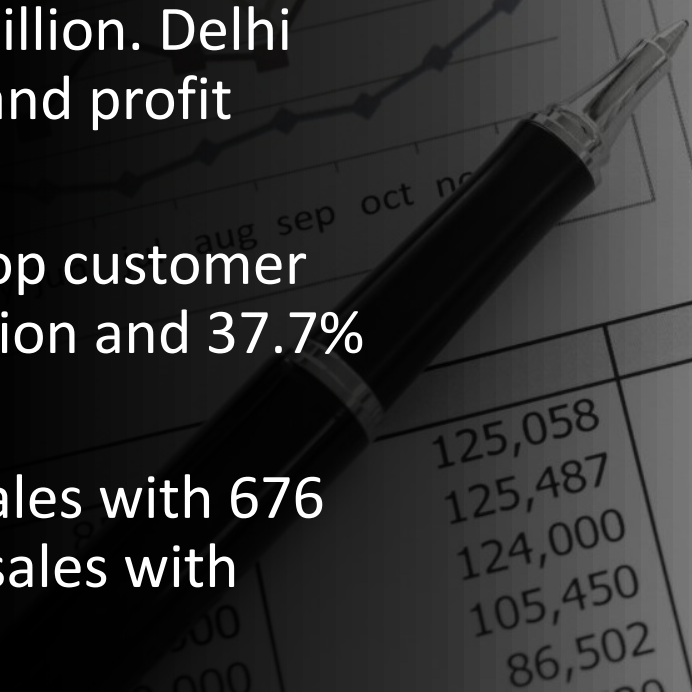 illion. Delhi
nd profit
aug sep oct
op customer
ion and 37.7%
125,058
125,487
ales with 676
124,000
sales with
105,450
86,502